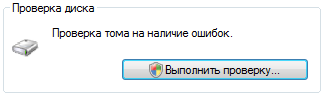 Проверка диска
Проверка тома на наличие ошибок.
Выполнить проверку...